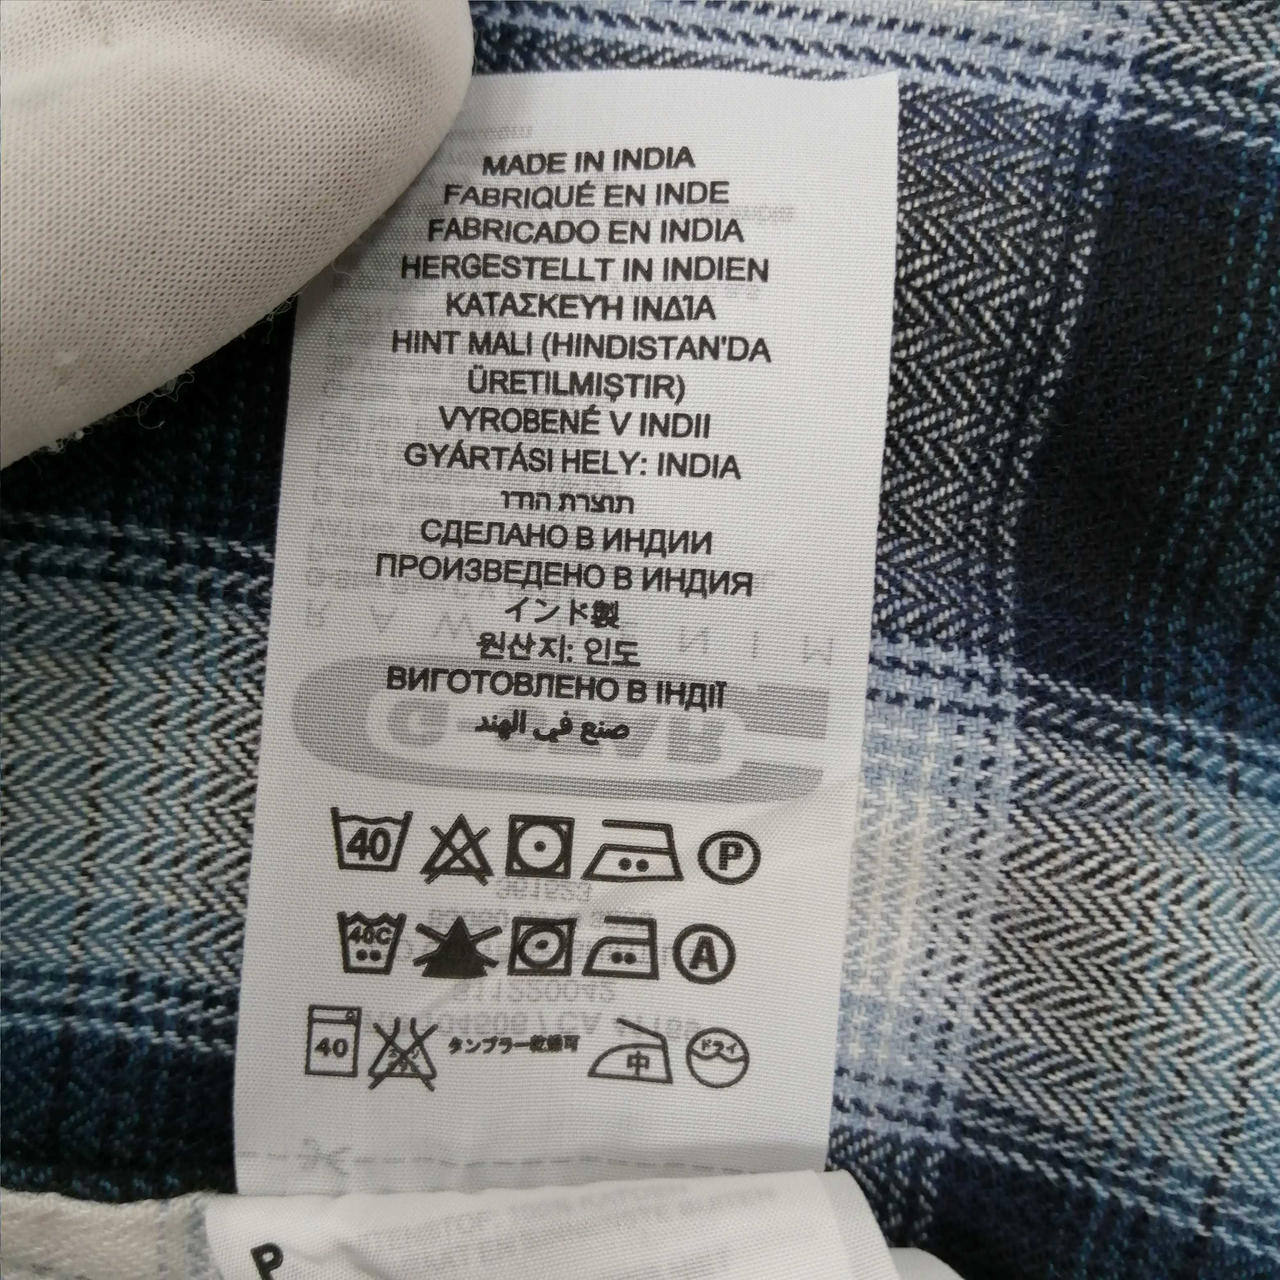 MADE IN INDIA
FABRIQUÉ EN INDE
FABRICADO EN INDIA
HERGESTELLT IN INDIEN
ΚΑΤΑΣΚΕΥΉ ΙΝΔΊΑ
HINT MALI (HINDISTAN'DA
ÜRETILMIŞTIR)
VYROBENÉ V INDII
GYÁRTÁSI HELY: INDIA
תוצרת הודו
СДЕЛАНО В ИНДИИ
ПРОИЗВЕДЕНО В ИНДИЯ
インド製
원산지: 인도
ВИГОТОВЛЕНО В ІНДІЇ
صنع في الهند
40 P
40C A
40 タンブラー乾燥可 中 ドライ
P